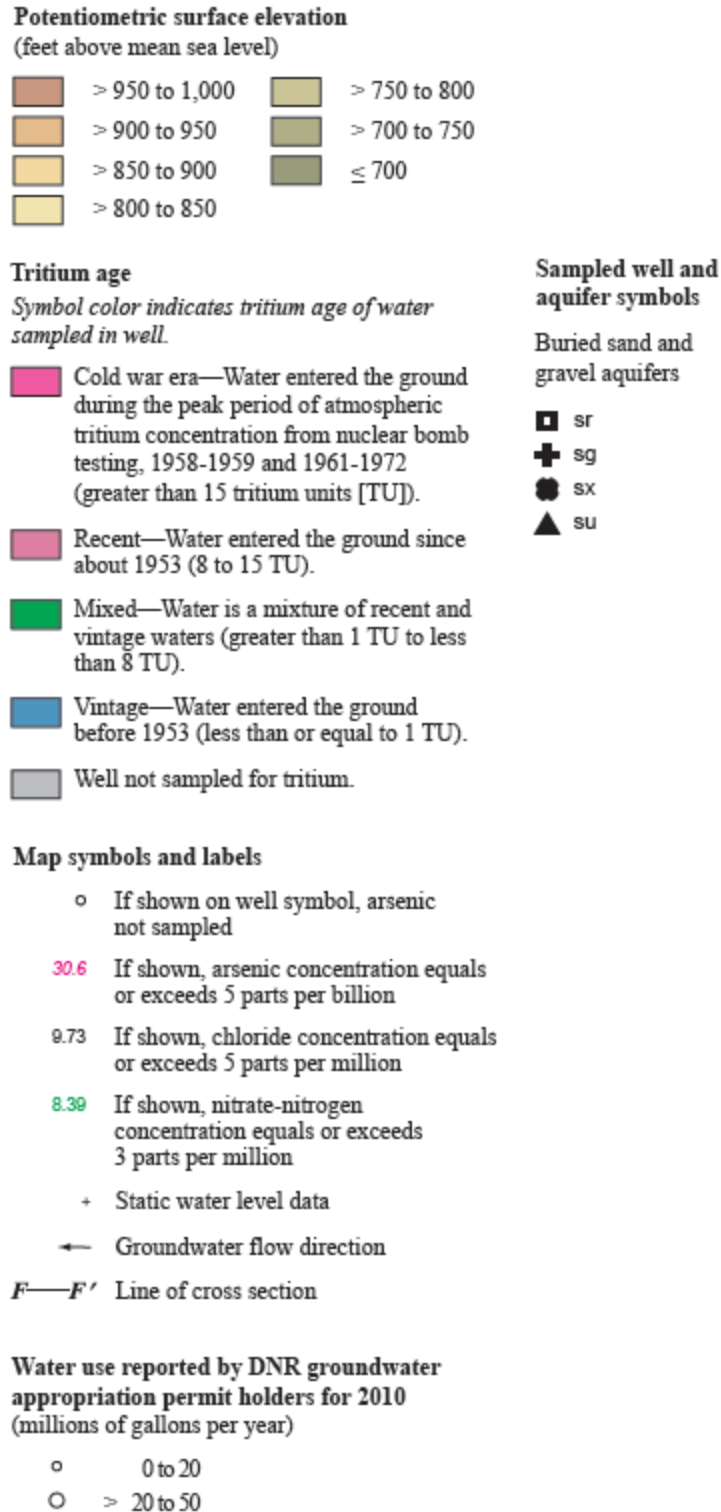 Potentiometric surface elevation
(feet above mean sea level)
> 950 to 1,000
> 900 to 950
> 850 to 900
> 800 to 850
> 750 to 800
> 700 to 750
≤ 700
Tritium age
Symbol color indicates tritium age of water
sampled in well.
Cold war era—Water entered the ground
during the peak period of atmospheric
tritium concentration from nuclear bomb
testing, 1958-1959 and 1961-1972
(greater than 15 tritium units [TU]).
Recent—Water entered the ground since
about 1953 (8 to 15 TU).
Mixed—Water is a mixture of recent and
vintage waters (greater than 1 TU to less
than 8 TU).
Vintage—Water entered the ground
before 1953 (less than or equal to 1 TU).
Well not sampled for tritium.
Sampled well and
aquifer symbols
Buried sand and
gravel aquifers
sr
sg
sx
su
Map symbols and labels
If shown on well symbol, arsenic
not sampled
30.6 If shown, arsenic concentration equals
or exceeds 5 parts per billion
9.73 If shown, chloride concentration equals
or exceeds 5 parts per million
8.39 If shown, nitrate-nitrogen
concentration equals or exceeds
3 parts per million
+ Static water level data
Groundwater flow direction
F—F′ Line of cross section
Water use reported by DNR groundwater
appropriation permit holders for 2010
(millions of gallons per year)
0 to 20
> 20 to 50